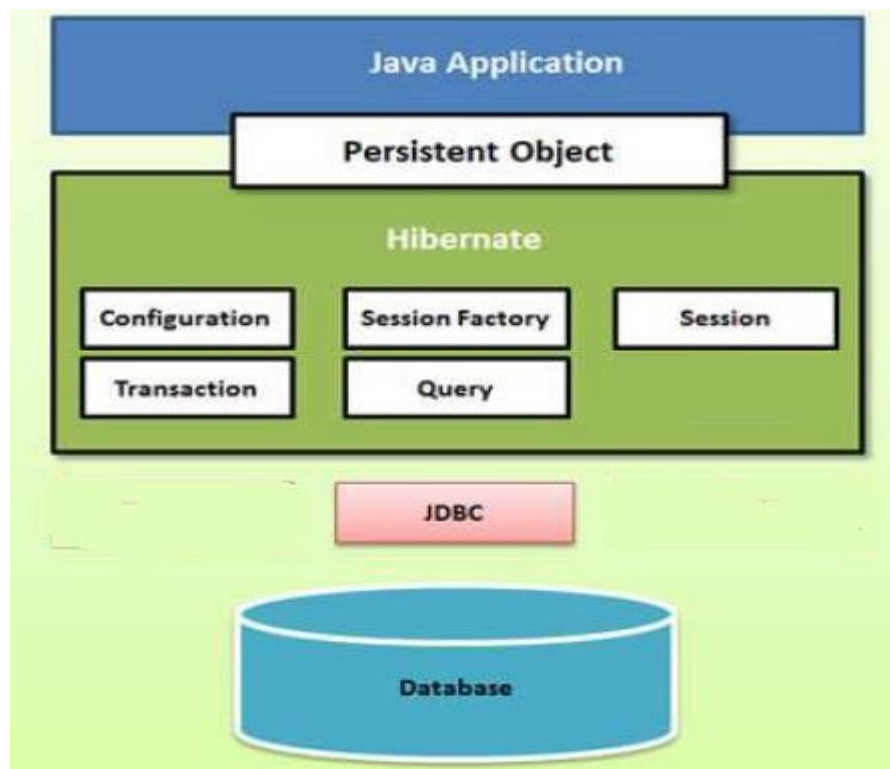 Java Application
Persistent Object
Hibernate
Configuration
Session Factory
Session
Transaction
Query
JDBC
Database